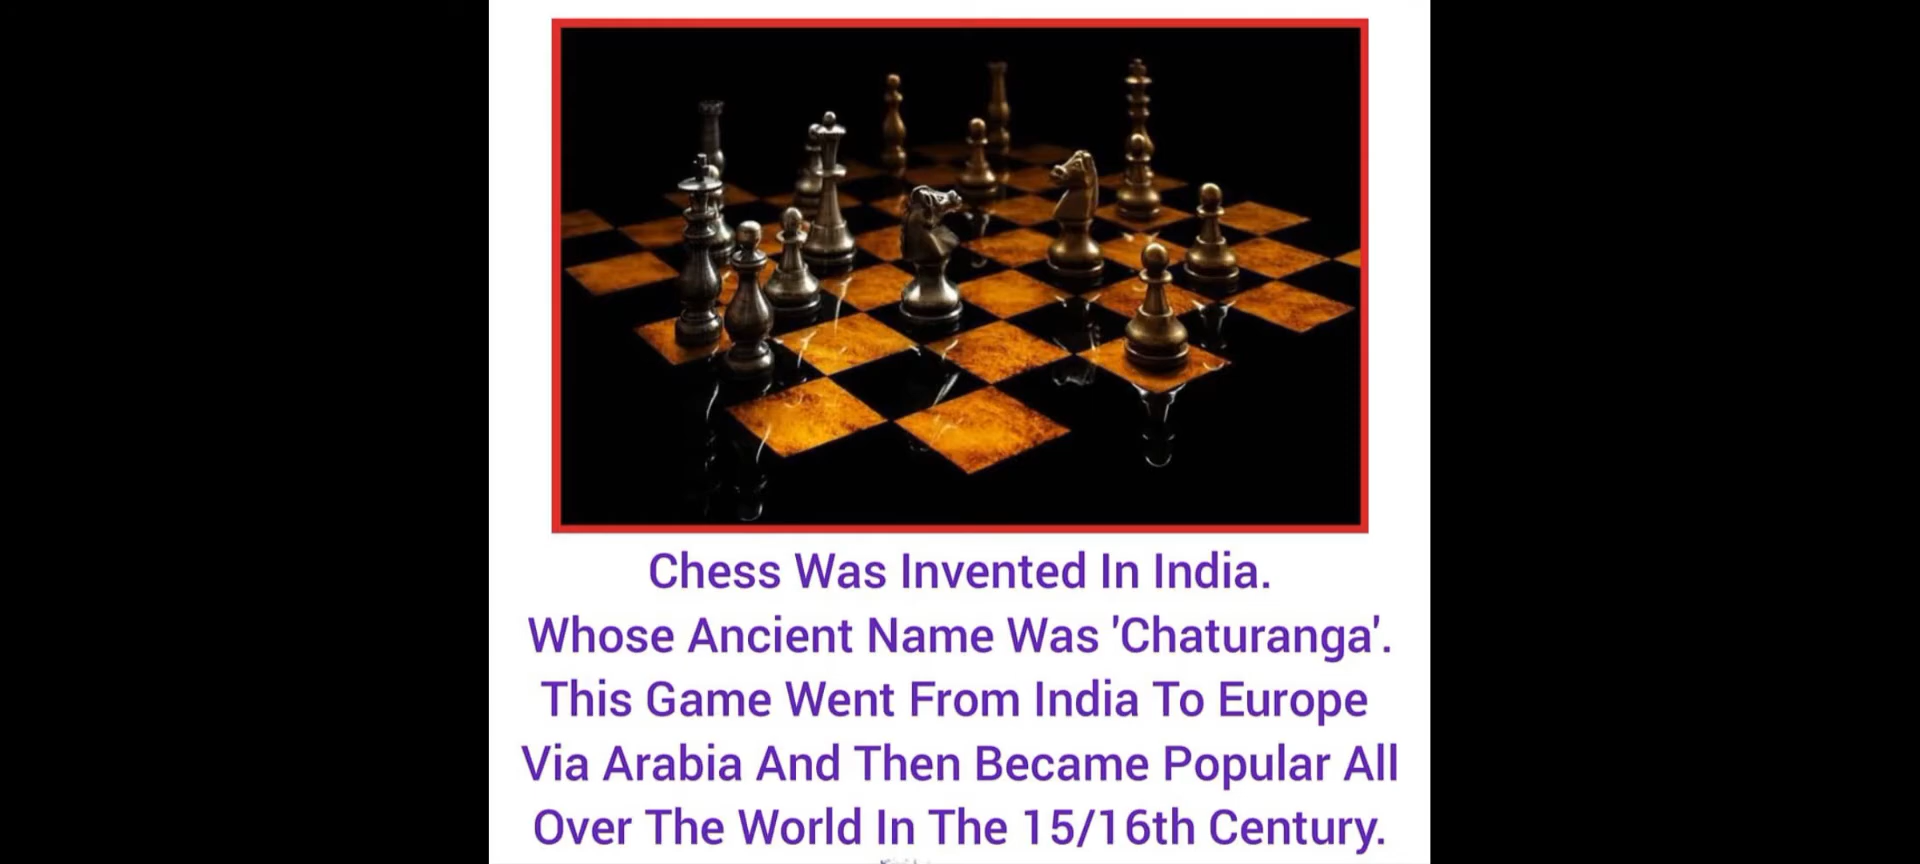 Chess Was Invented In India.
Whose Ancient Name Was 'Chaturanga'.
This Game Went From India To Europe
Via Arabia And Then Became Popular All
Over The World In The 15/16th Century.